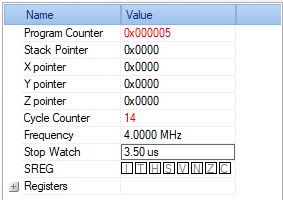 Name Value
Program Counter 0x000005
Stack Pointer 0x0000
X pointer 0x0000
Y pointer 0x0000
Z pointer 0x0000
Cycle Counter 14
Frequency 4.0000 MHz
Stop Watch 3.50 us
SREG I T H S V N Z C
Registers